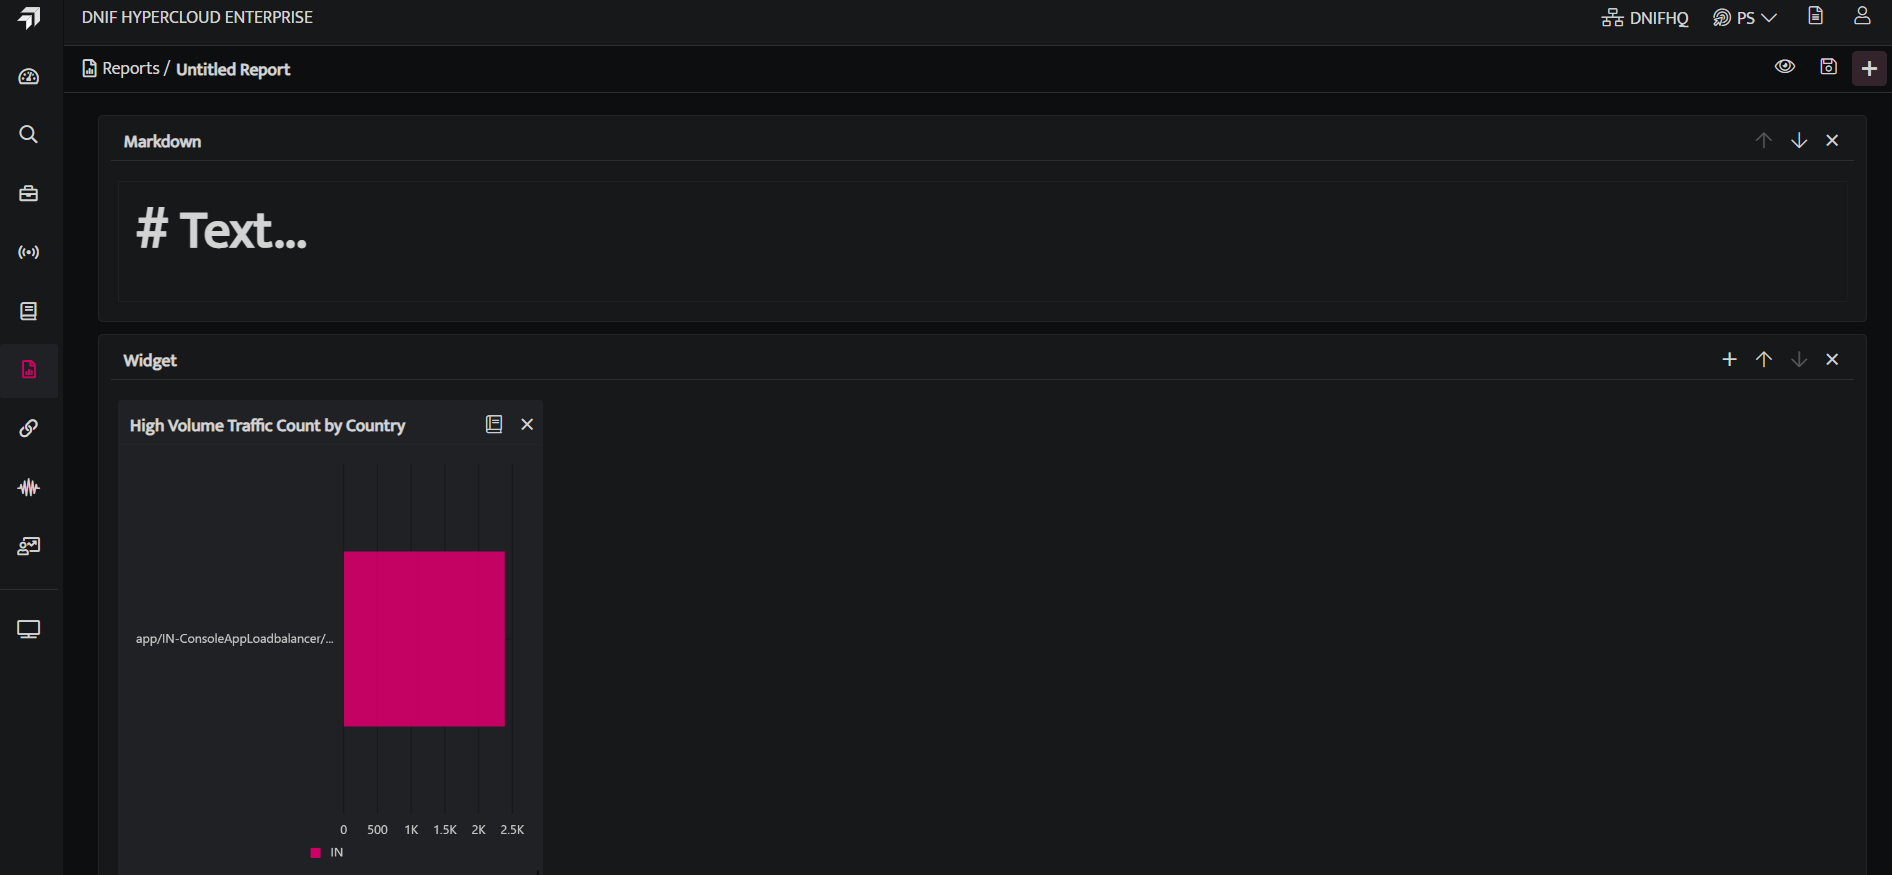 DNIF HYPERCLOUD ENTERPRISE
DNIFHQ
PS
Reports / Untitled Report
Markdown
# Text...
Widget
High Volume Traffic Count by Country
app/IN-ConsoleAppLoadbalancer/...
0 500 1K 1.5K 2K 2.5K
IN